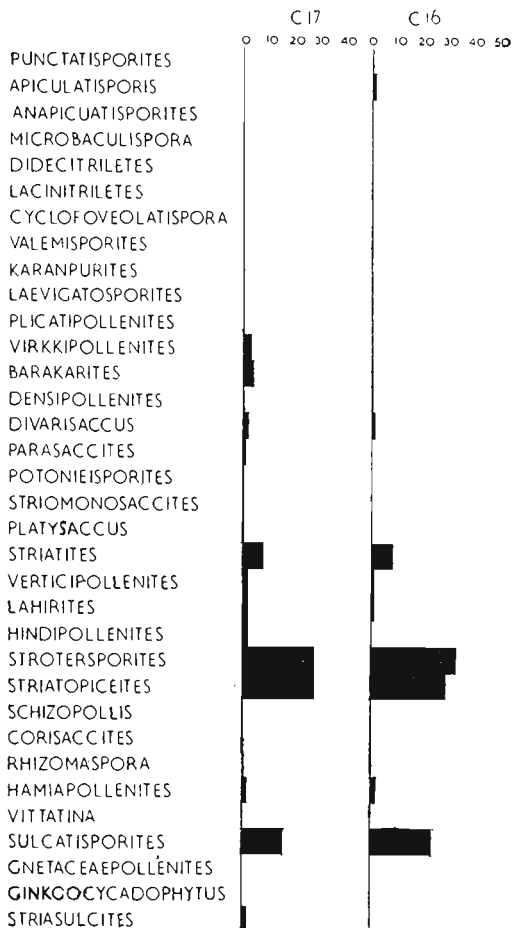 C 17 C 16
0 10 20 30 40 0 10 20 30 40 50
PUNCTATISPORITES
APICULATISPORIS
ANAPICUATISPORITES
MICROBACULISPORA
DIDECITRILETES
LACINITRILETES
CYCLOFOVEOLATISPORA
VALEMISPORITES
KARANPURITES
LAEVIGATOSPORITES
PLICATIPOLLENITES
VIRKKIPOLLENITES
BARAKARITES
DENSIPOLLENITES
DIVARISACCUS
PARASACCITES
POTONIEISPORITES
STRIOMONOSACCITES
PLATYSACCUS
STRIATITES
VERTICIPOLLENITES
LAHIRITES
HINDIPOLLENITES
STROTERSPORITES
STRIATOPICEITES
SCHIZOPOLLIS
CORISACCITES
RHIZOMASPORA
HAMIAPOLLENITES
VITTATINA
SULCATISPORITES
GNETACEAEPOLLENITES
GINKGOCYCADOPHYTUS
STRIASULCITES